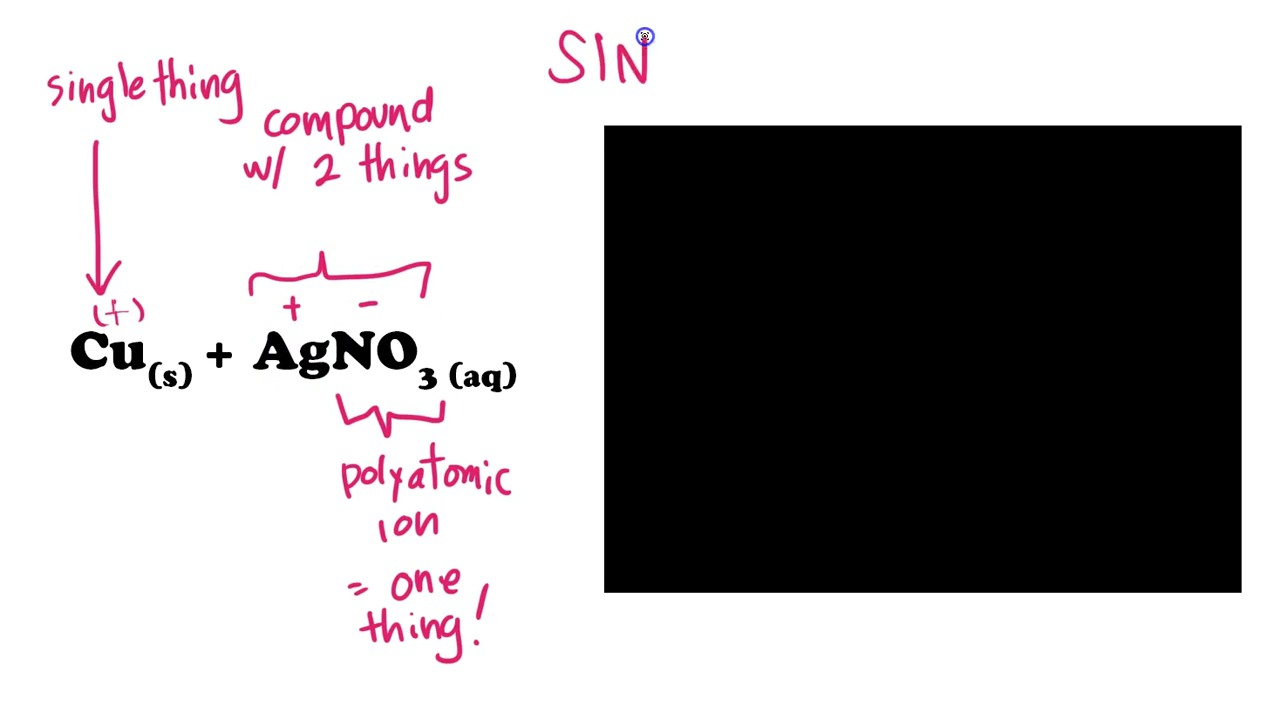 single thing
compound
w/ 2 things
SIN
(+)
+ -
Cu(s) + AgNO3 (aq)
polyatomic
ion
= one
thing!